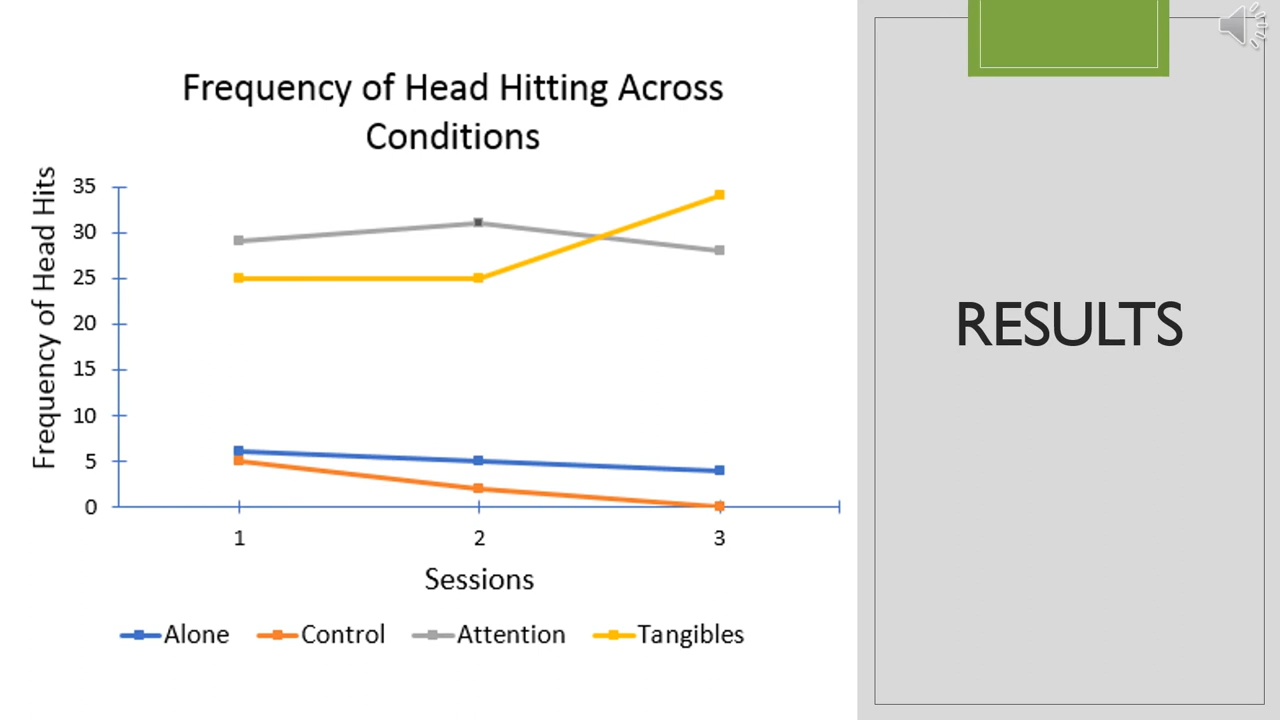 Frequency of Head Hitting Across
Conditions
Frequency of Head Hits
35
30
25
20
15
10
5
0
1 2 3
Sessions
Alone Control Attention Tangibles
RESULTS